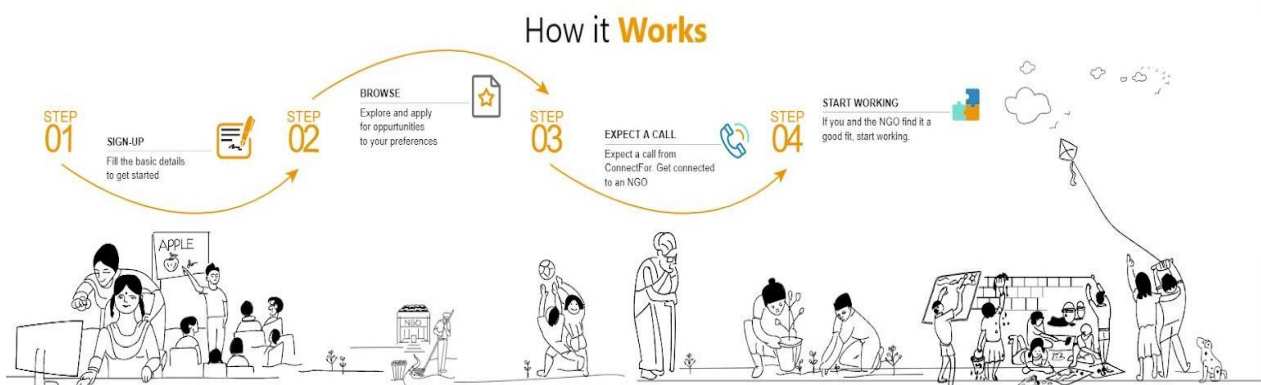 How it Works
STEP
01
SIGN-UP
Fill the basic details
to get started
STEP
02
BROWSE
Explore and apply
for oppurtunities
to your preferences
STEP
03
EXPECT A CALL
Expect a call from
ConnectFor. Get connected
to an NGO
STEP
04
START WORKING
If you and the NGO find it a
good fit, start working.
APPLE
NGO